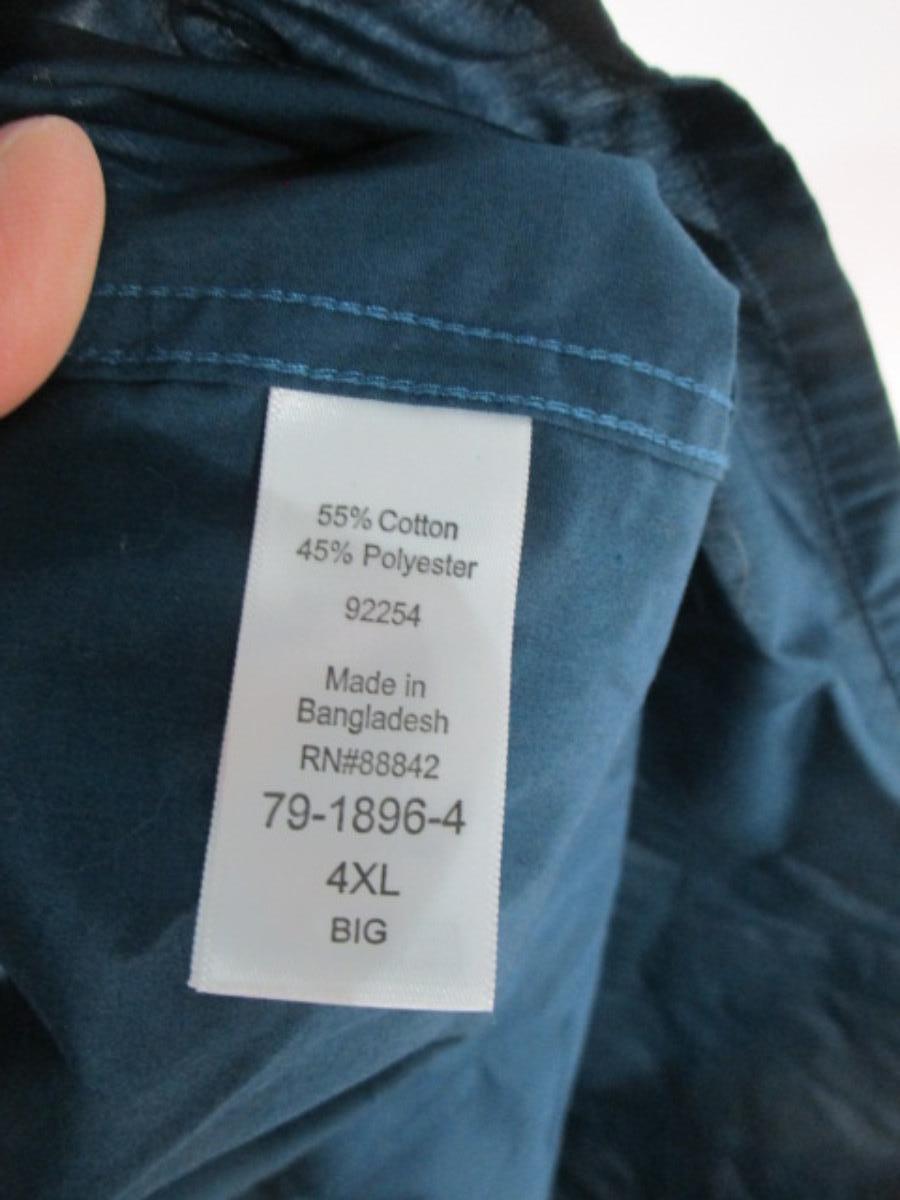 55% Cotton
45% Polyester
92254
Made in
Bangladesh
RN#88842
79-1896-4
4XL
BIG